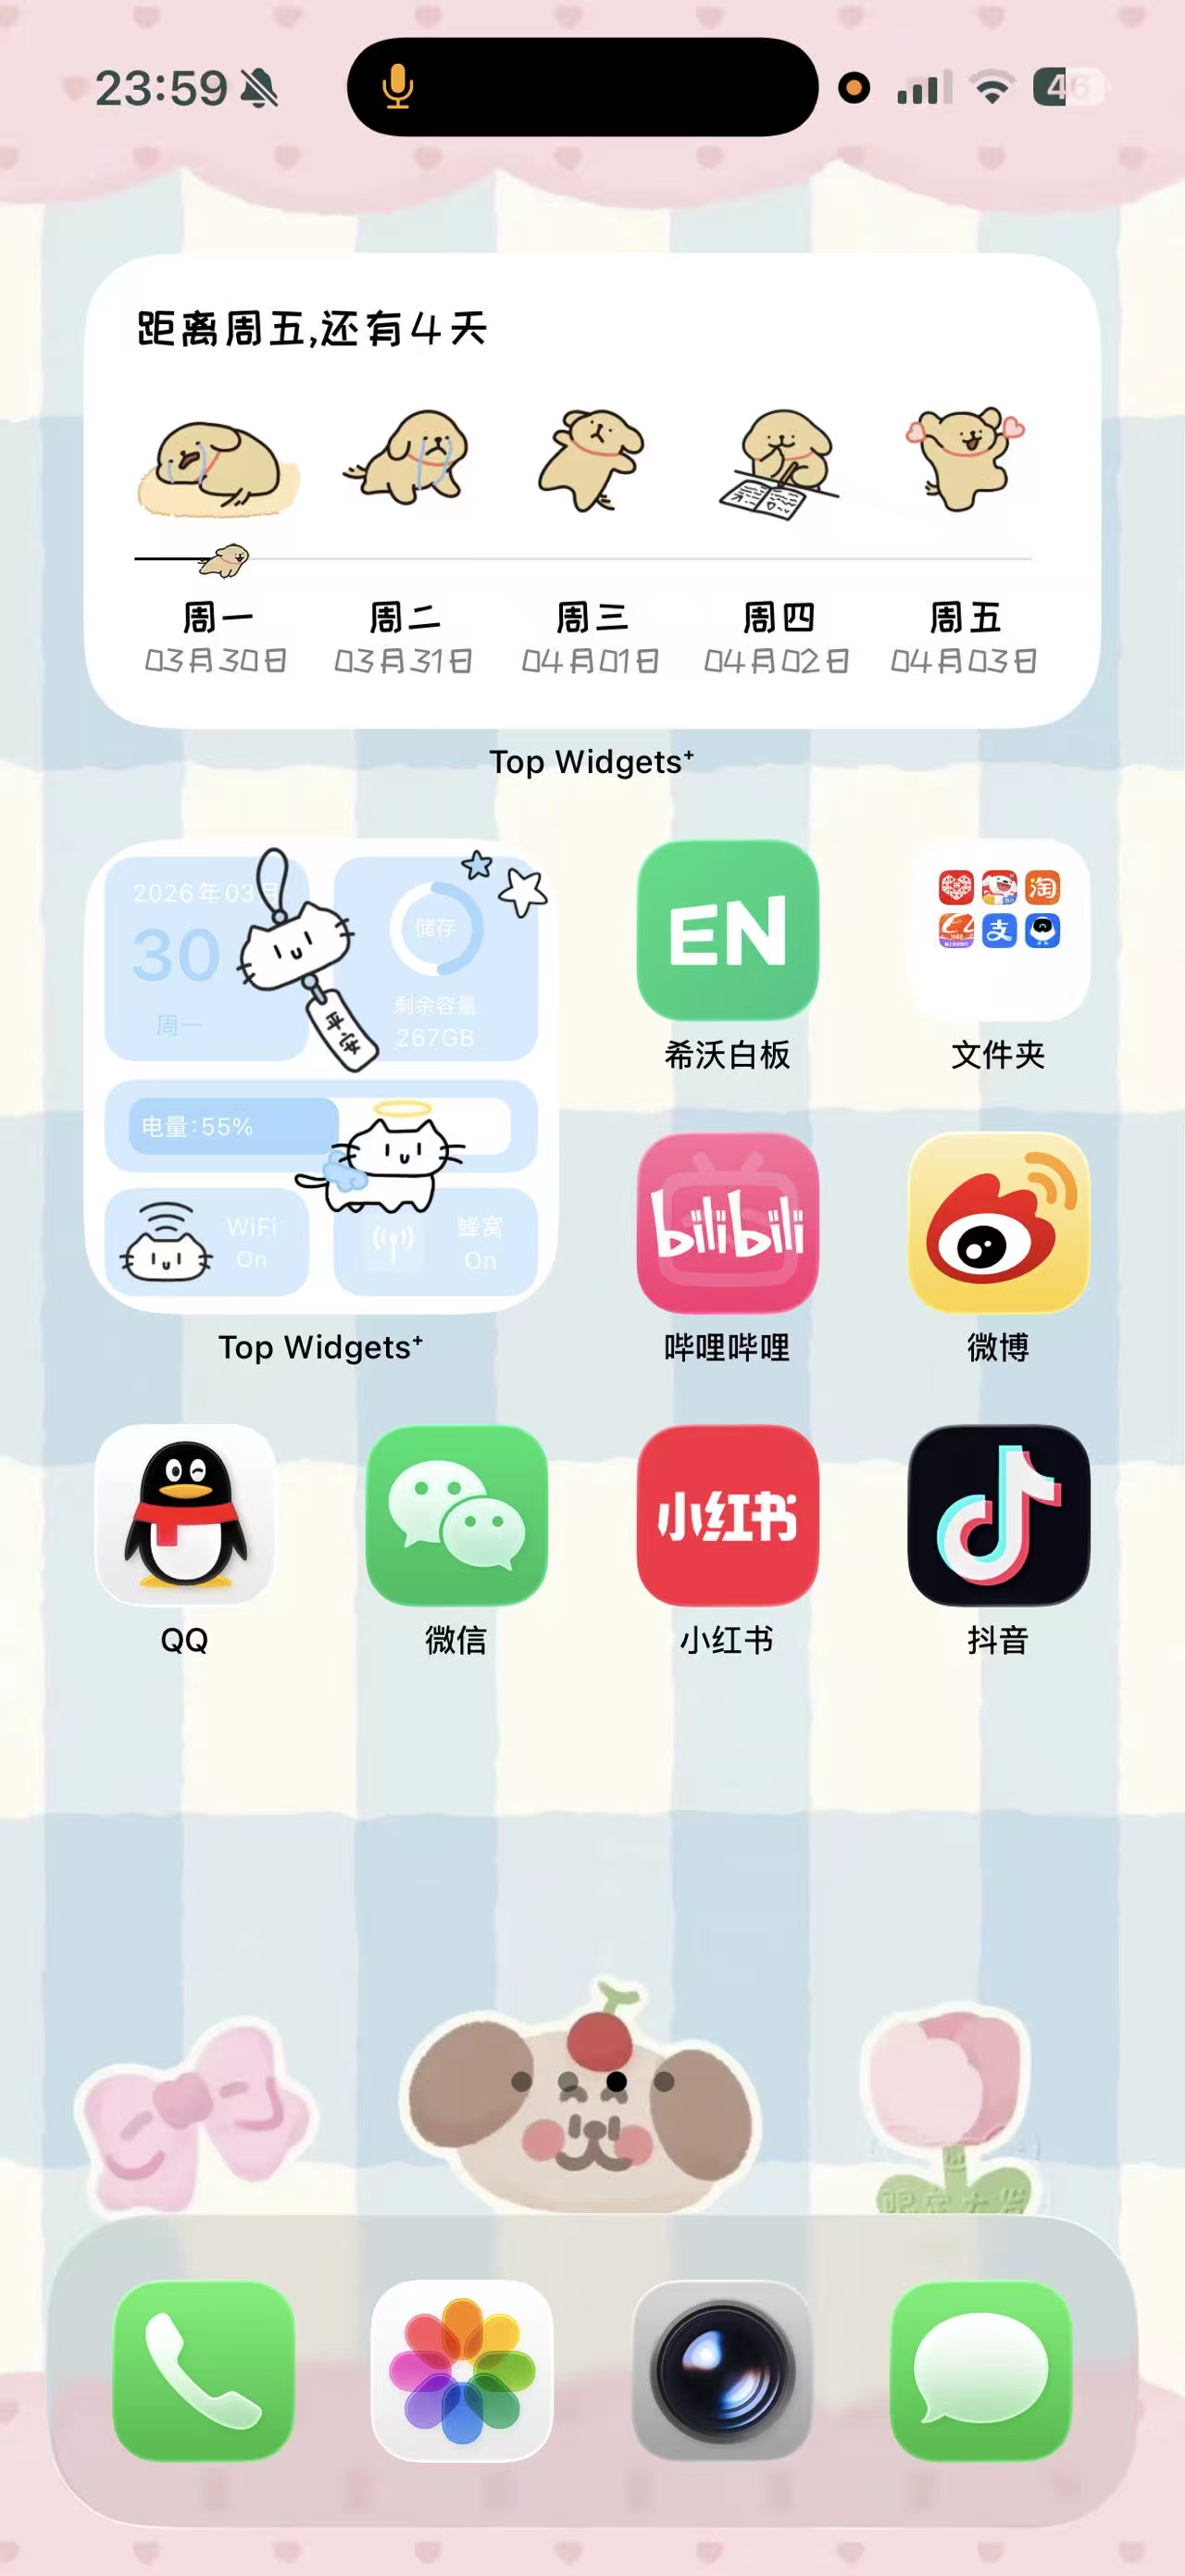 23:59
46
距离周五,还有4天
周一 周二 周三 周四 周五
03月30日 03月31日 04月01日 04月02日 04月03日
Top Widgets⁺
2026年03月
30
周一
平安
储存
剩余容量
267GB
电量:55%
WiFi
On
蜂窝
On
Top Widgets⁺
EN
希沃白板
淘
支
文件夹
bilibili
哔哩哔哩
微博
QQ
微信
小红书
小红书
抖音